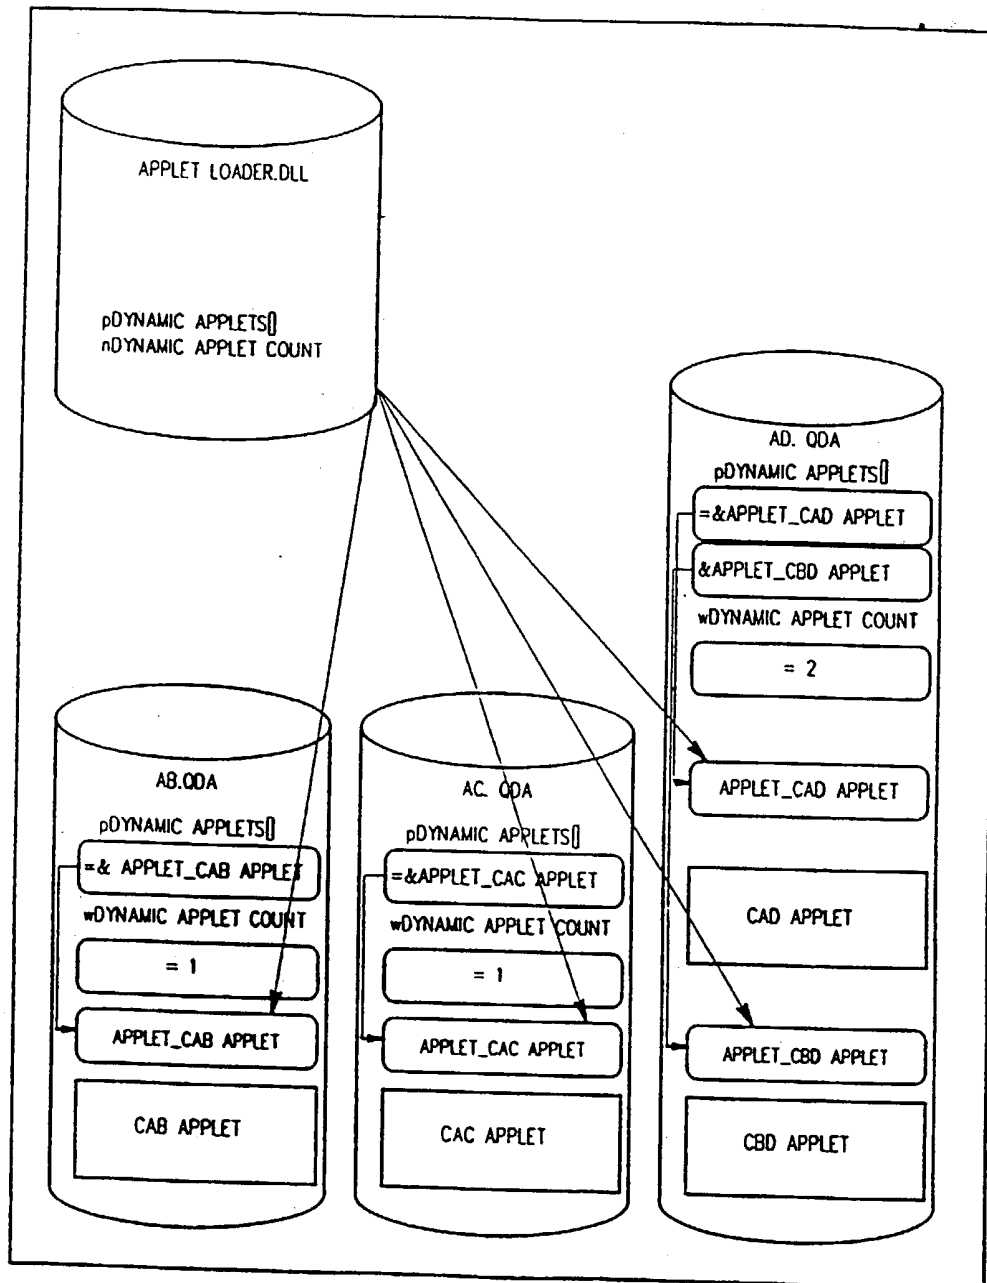 APPLET LOADER.DLL
pDYNAMIC APPLETS[]
nDYNAMIC APPLET COUNT
AD. QDA
pDYNAMIC APPLETS[]
=&APPLET_CAD APPLET
&APPLET_CBD APPLET
wDYNAMIC APPLET COUNT
= 2
APPLET_CAD APPLET
CAD APPLET
APPLET_CBD APPLET
CBD APPLET
AB.QDA
pDYNAMIC APPLETS[]
=& APPLET_CAB APPLET
wDYNAMIC APPLET COUNT
= 1
APPLET_CAB APPLET
CAB APPLET
AC. QDA
pDYNAMIC APPLETS[]
=&APPLET_CAC APPLET
wDYNAMIC APPLET COUNT
= 1
APPLET_CAC APPLET
CAC APPLET